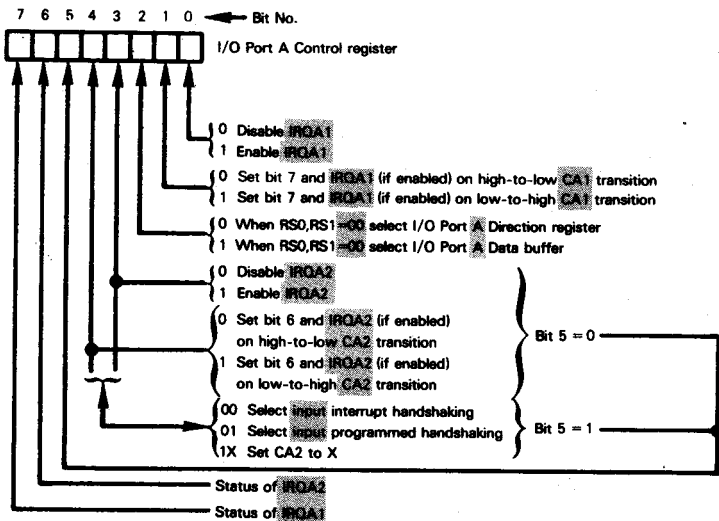 7 6 5 4 3 2 1 0 Bit No.
I/O Port A Control register
0 Disable IRQA1
1 Enable IRQA1
0 Set bit 7 and IRQA1 (if enabled) on high-to-low CA1 transition
1 Set bit 7 and IRQA1 (if enabled) on low-to-high CA1 transition
0 When RS0,RS1=00 select I/O Port A Direction register
1 When RS0,RS1=00 select I/O Port A Data buffer
0 Disable IRQA2
1 Enable IRQA2
0 Set bit 6 and IRQA2 (if enabled)
on high-to-low CA2 transition
1 Set bit 6 and IRQA2 (if enabled)
on low-to-high CA2 transition
Bit 5 = 0
00 Select input interrupt handshaking
01 Select input programmed handshaking
1X Set CA2 to X
Bit 5 = 1
Status of IRQA2
Status of IRQA1